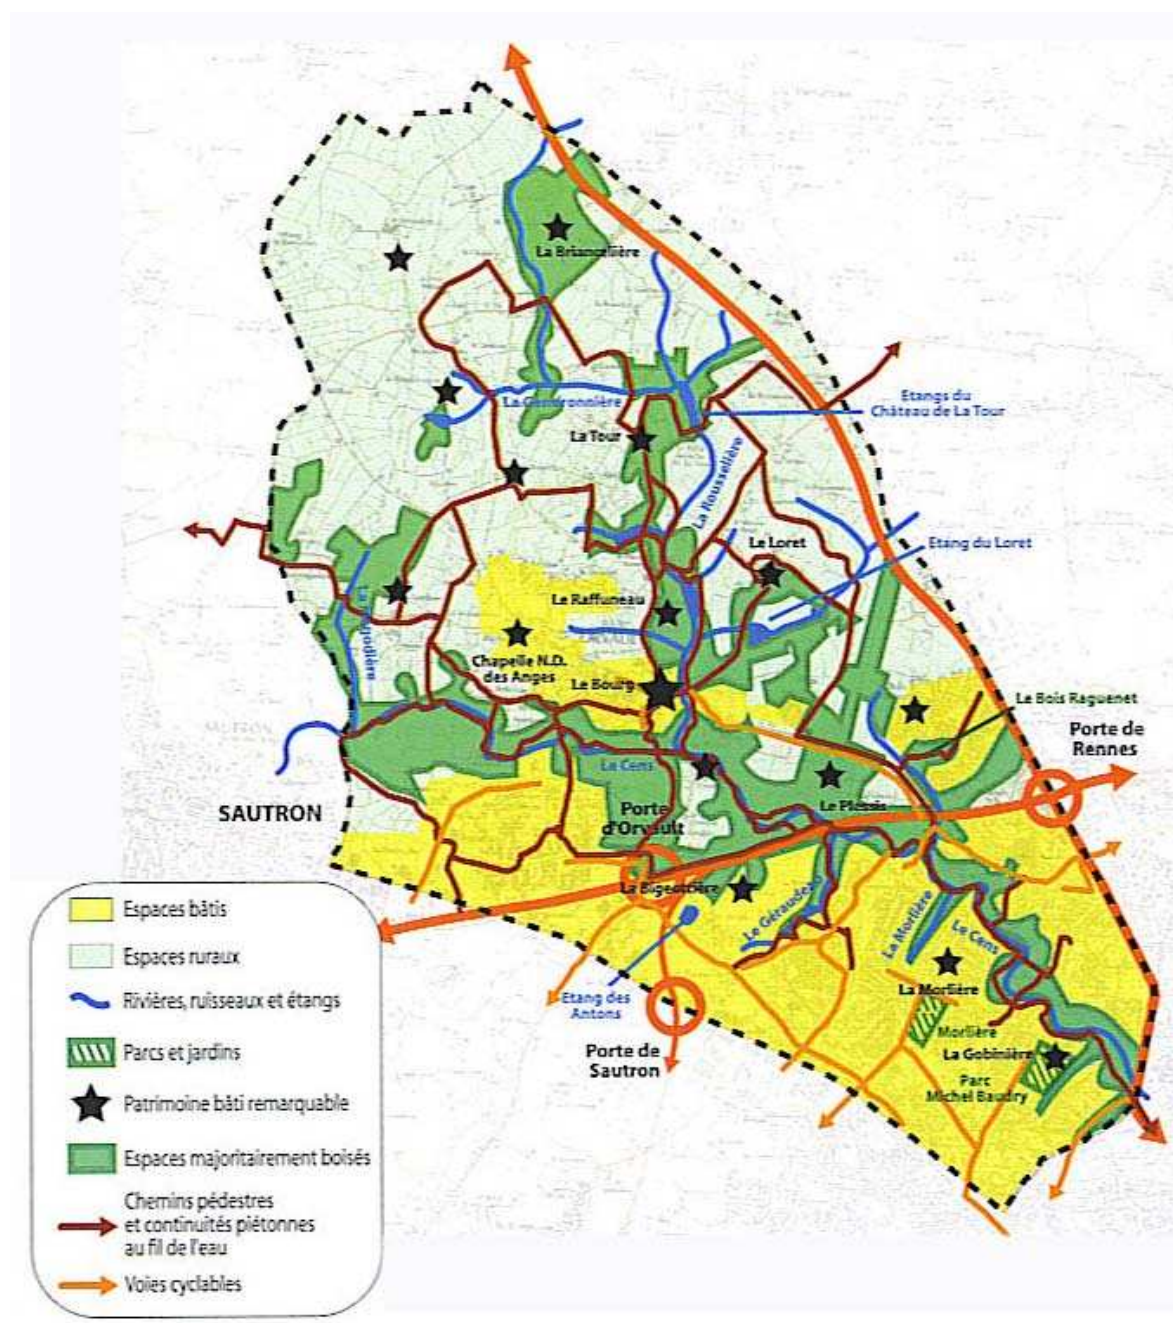 La Briancelière
La Tour
Etangs du
Château de La Tour
La Rousselière
Le Loret
Etang du Loret
Le Raffuneau
Chapelle N.D.
des Anges
Le Bourg
Le Bois Raguenet
Porte de
Rennes
Le Cens
Le Plessis
SAUTRON
Porte
d'Orvault
La Bigeottière
Le Géraudeau
La Morlière
Le Cens
Etang des
Antons
La Morlière
Morlière
La Gobinière
Parc
Michel Baudry
Porte de
Sautron
Espaces bâtis
Espaces ruraux
Rivières, ruisseaux et étangs
Parcs et jardins
Patrimoine bâti remarquable
Espaces majoritairement boisés
Chemins pédestres
et continuités piétonnes
au fil de l'eau
Voies cyclables